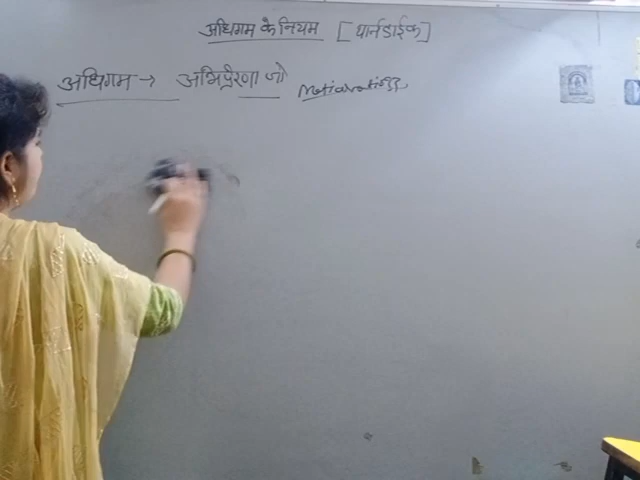 अधिगम के नियम [थार्नडाईक]
अधिगम → अभिप्रेरणा जो Motivation